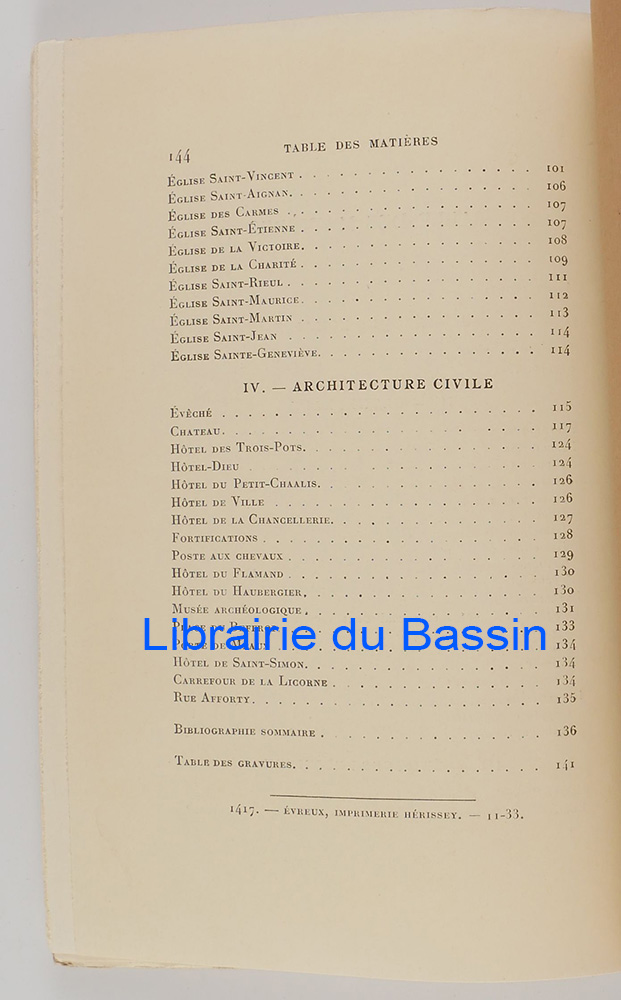 144
TABLE DES MATIÈRES
ÉGLISE SAINT-VINCENT . . . . . . . . . . . . . . 101
ÉGLISE SAINT-AIGNAN. . . . . . . . . . . . . . . 106
ÉGLISE DES CARMES . . . . . . . . . . . . . . . 107
ÉGLISE SAINT-ÉTIENNE . . . . . . . . . . . . . . 107
ÉGLISE DE LA VICTOIRE. . . . . . . . . . . . . . 108
ÉGLISE DE LA CHARITÉ . . . . . . . . . . . . . . 109
ÉGLISE SAINT-RIEUL . . . . . . . . . . . . . . . 111
ÉGLISE SAINT-MAURICE. . . . . . . . . . . . . . 112
ÉGLISE SAINT-MARTIN . . . . . . . . . . . . . . 113
ÉGLISE SAINT-JEAN . . . . . . . . . . . . . . . 114
ÉGLISE SAINTE-GENEVIÈVE. . . . . . . . . . . . . 114
IV. — ARCHITECTURE CIVILE
ÉVÊCHÉ . . . . . . . . . . . . . . . . . . 115
CHATEAU. . . . . . . . . . . . . . . . . . 117
HÔTEL DES TROIS-POTS. . . . . . . . . . . . . . 124
HÔTEL-DIEU . . . . . . . . . . . . . . . . . 124
HÔTEL DU PETIT-CHAALIS. . . . . . . . . . . . . 126
HÔTEL DE VILLE . . . . . . . . . . . . . . . . 126
HÔTEL DE LA CHANCELLERIE. . . . . . . . . . . . 127
FORTIFICATIONS . . . . . . . . . . . . . . . . 128
POSTE AUX CHEVAUX . . . . . . . . . . . . . . . 129
HÔTEL DU FLAMAND . . . . . . . . . . . . . . . 130
HÔTEL DU HAUBERGIER. . . . . . . . . . . . . . 130
MUSÉE ARCHÉOLOGIQUE . . . . . . . . . . . . . . 131
133
Librairie du Bassin
134
HÔTEL DE SAINT-SIMON. . . . . . . . . . . . . . 134
CARREFOUR DE LA LICORNE . . . . . . . . . . . . 134
RUE AFFORTY. . . . . . . . . . . . . . . . . 135
BIBLIOGRAPHIE SOMMAIRE . . . . . . . . . . . . . 136
TABLE DES GRAVURES. . . . . . . . . . . . . . . 141
1417. — ÉVREUX, IMPRIMERIE HÉRISSEY. — 11-33.